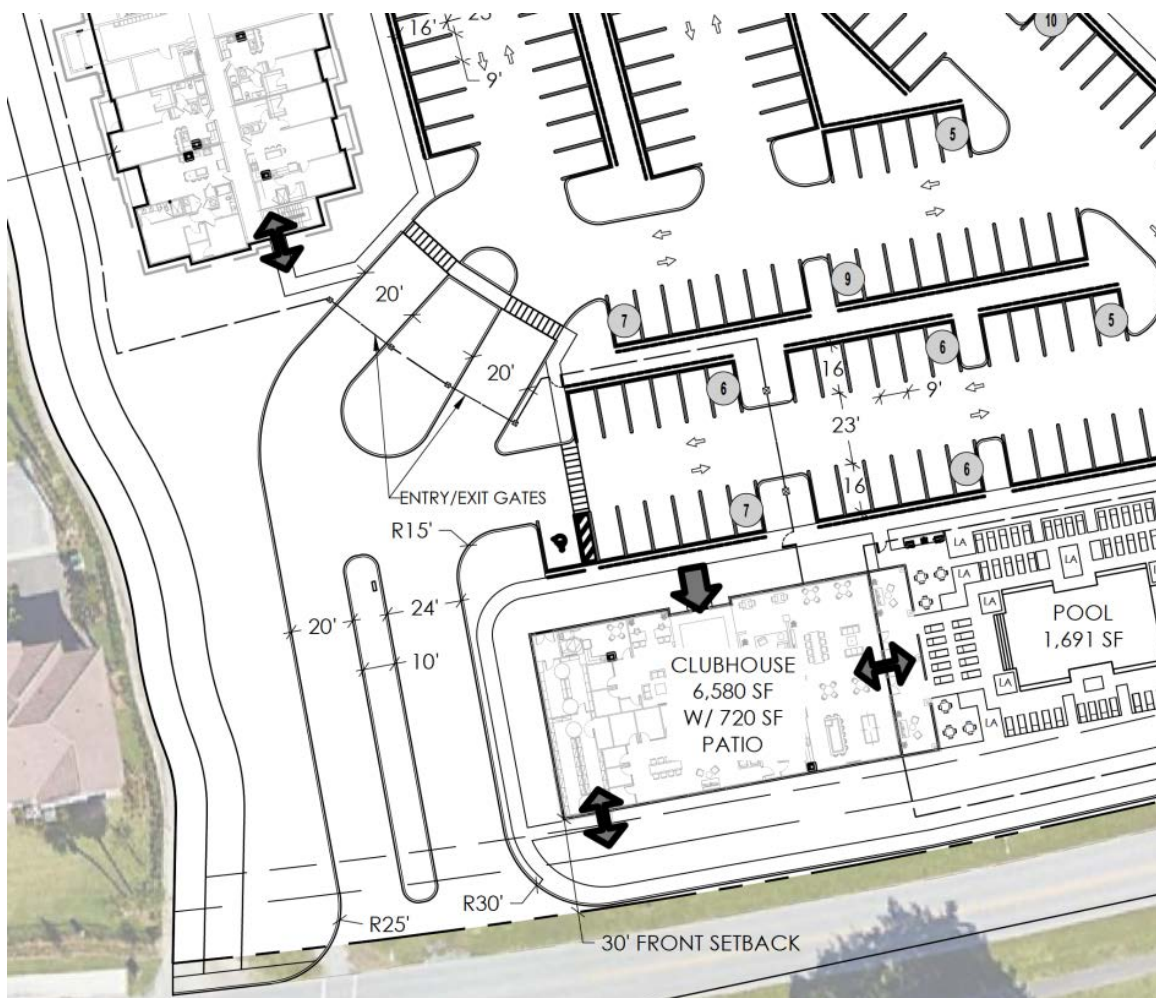 16'
25'
9'
10
5
20'
9
7
5
20'
6
6
16
9'
23'
ENTRY/EXIT GATES
6
16
7
R15'
LA
LA
LA
LA
24'
20'
10'
POOL
1,691 SF
CLUBHOUSE
6,580 SF
W/ 720 SF
PATIO
LA
LA
LA
R30'
R25'
30' FRONT SETBACK